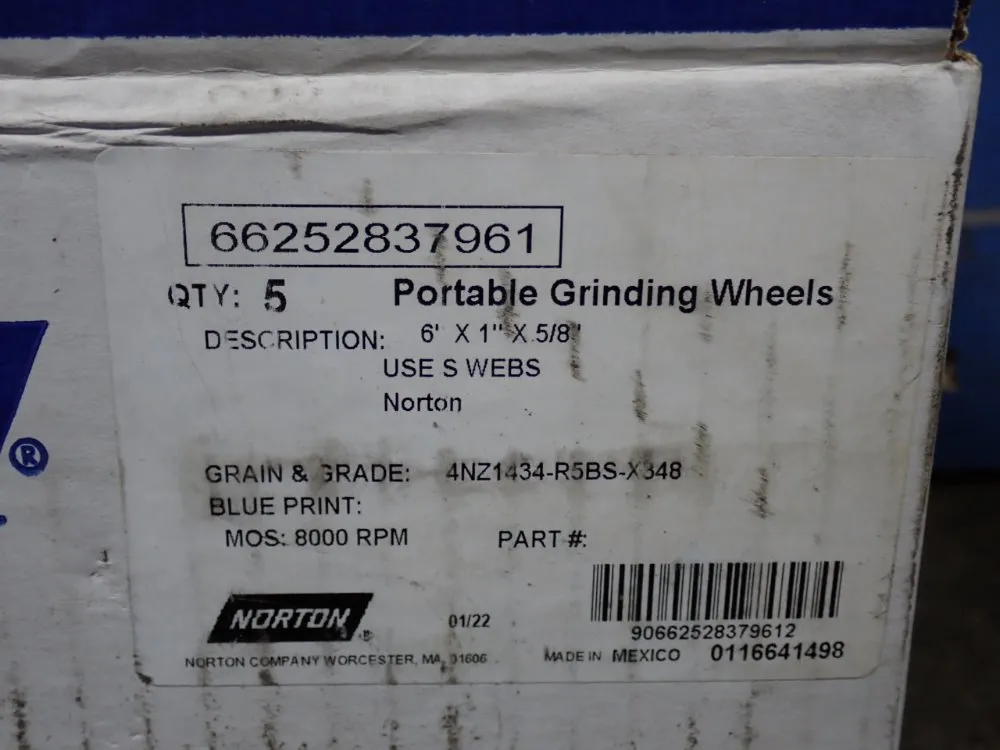 66252837961
QTY: 5 Portable Grinding Wheels
DESCRIPTION: 6' X 1" X 5/8"
USE S WEBS
Norton
®
GRAIN & GRADE: 4NZ1434-R5BS-X348
BLUE PRINT:
MOS: 8000 RPM PART #:
NORTON ® 01/22
90662528379612
NORTON COMPANY WORCESTER, MA, 01606 MADE IN MEXICO 0116641498